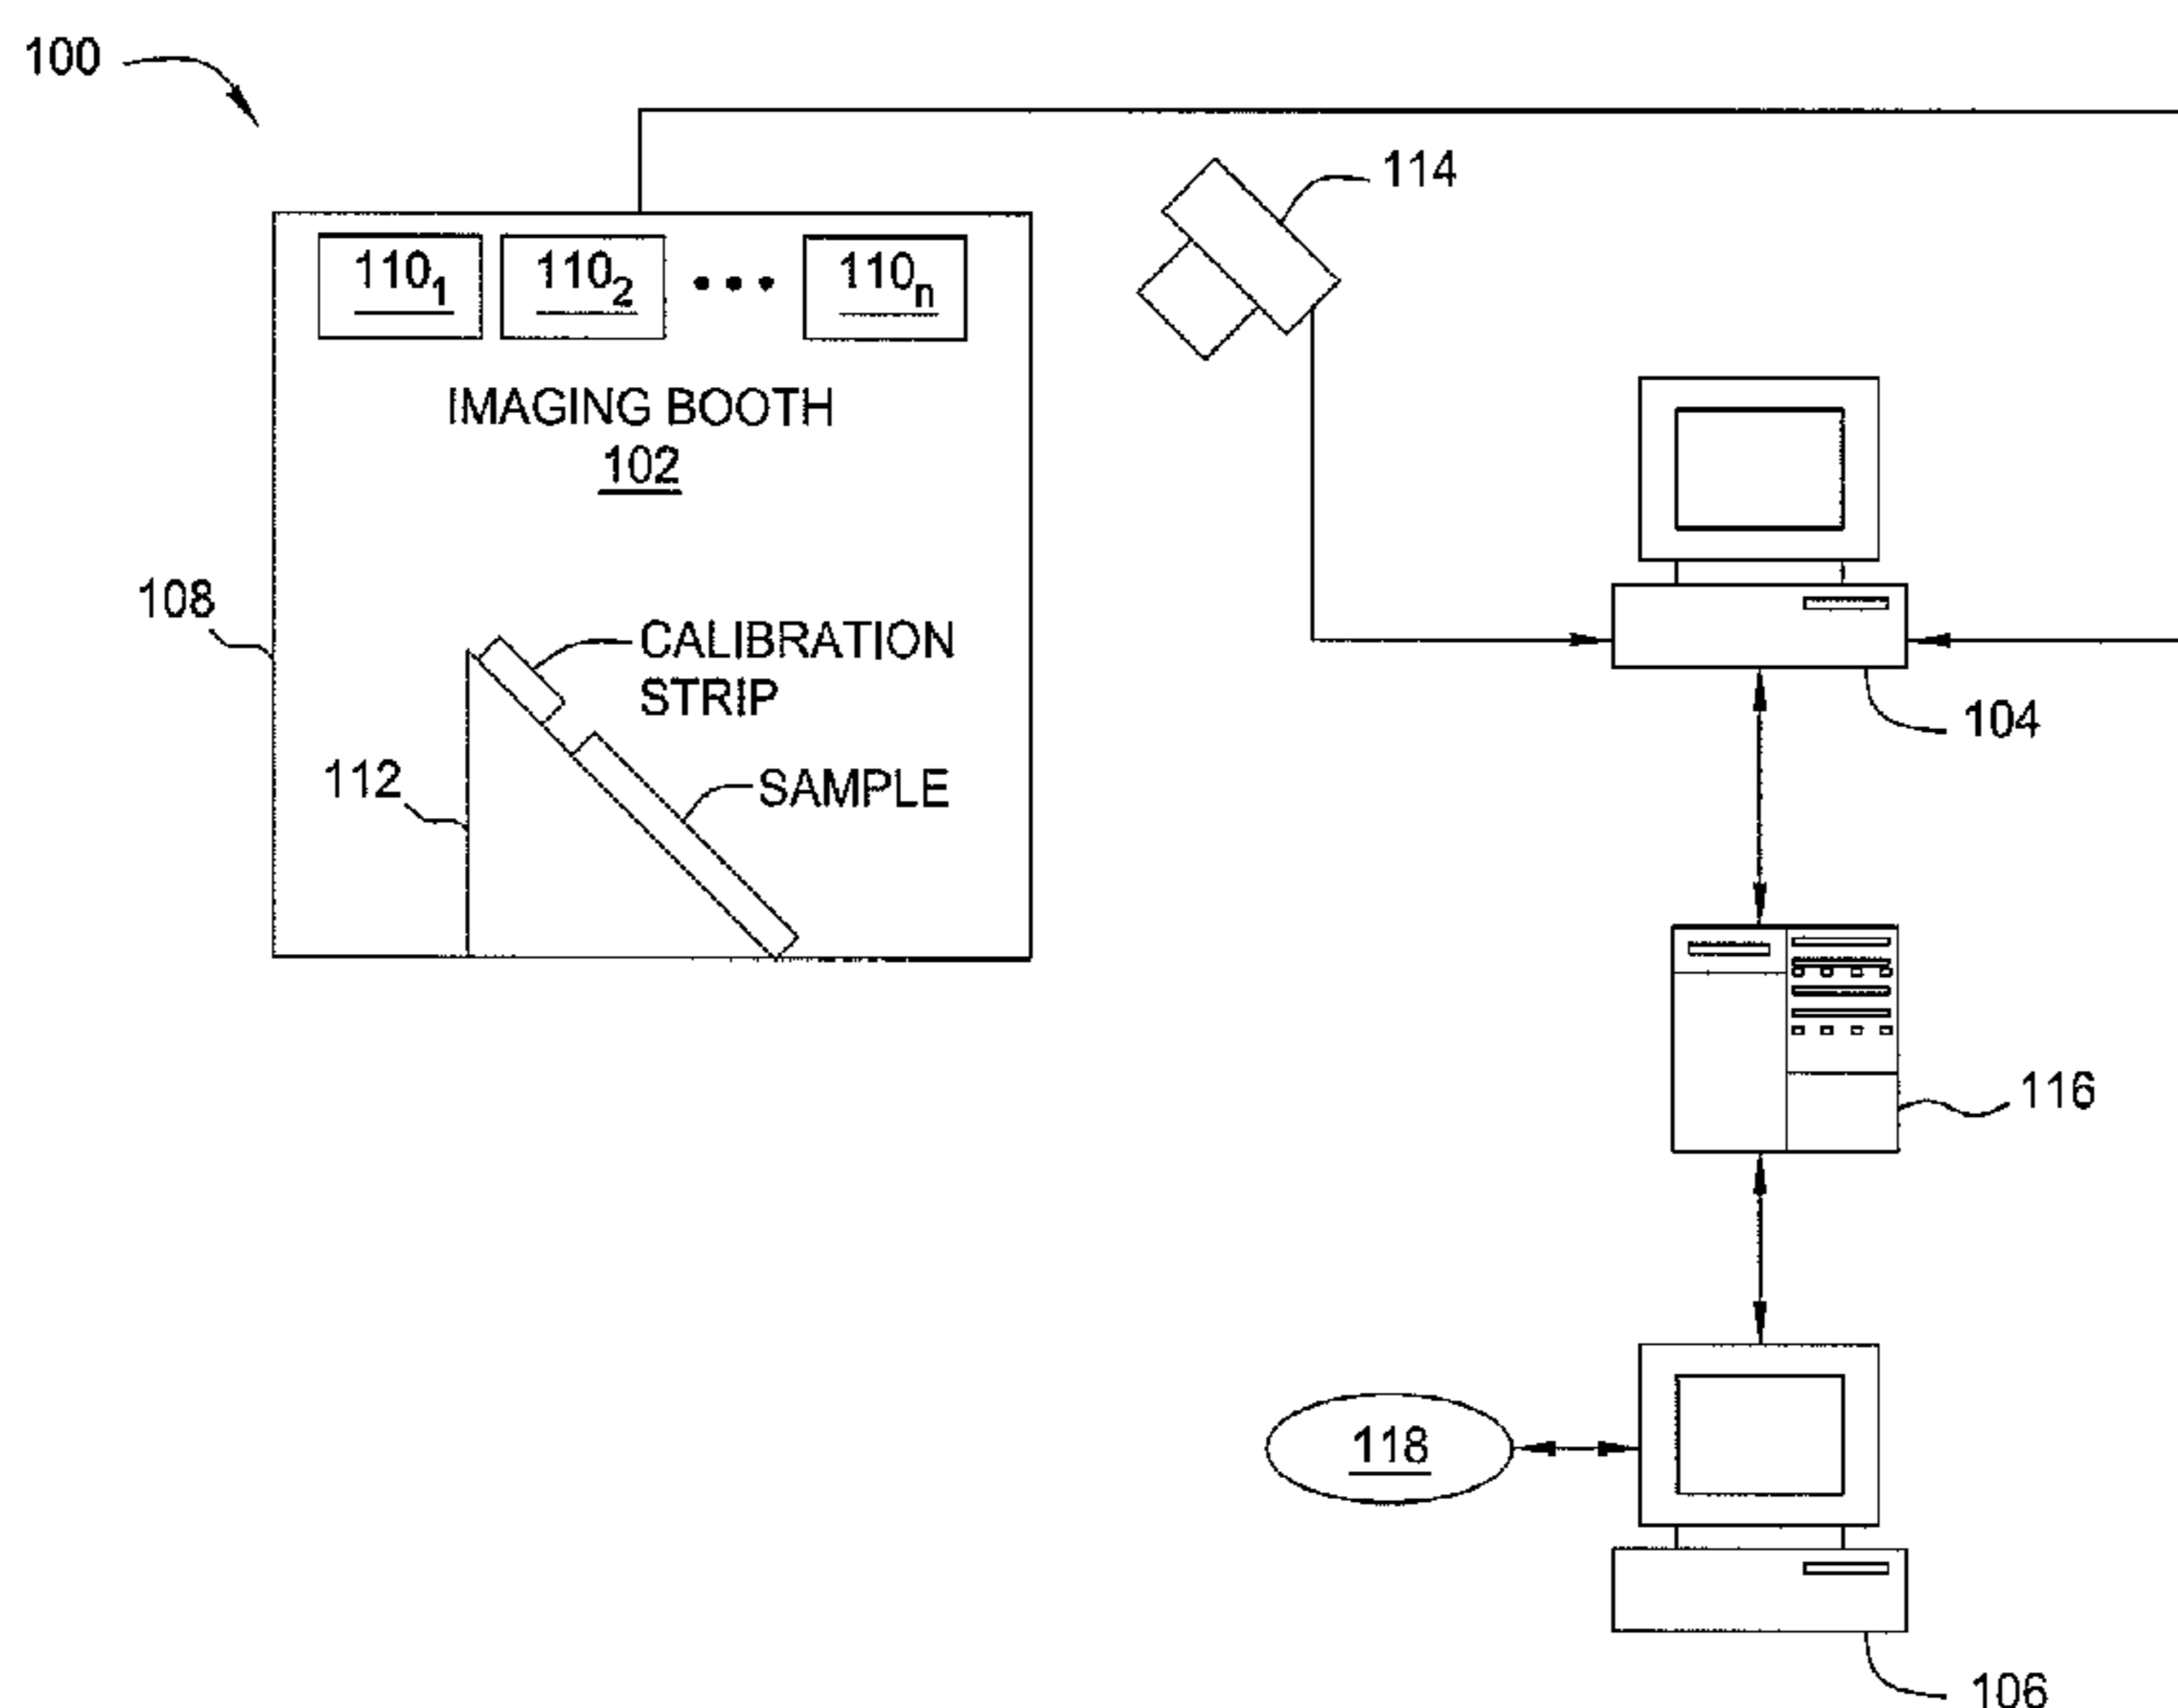 100
114
110₁ 110₂ ••• 110ₙ
IMAGING BOOTH
102
108
CALIBRATION
STRIP
104
112
SAMPLE
116
118
106